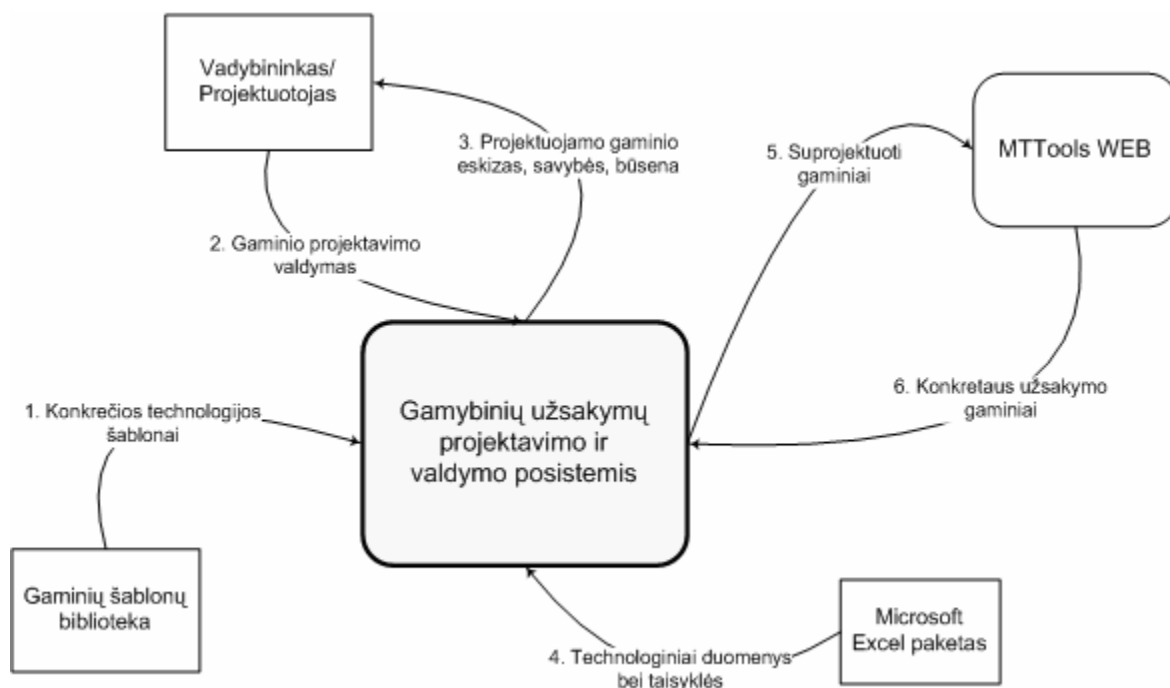 Vadybininkas/
Projektuotojas
3. Projektuojamo gaminio
eskizas, savybės, būsena
5. Suprojektuoti
gaminiai
MTTools WEB
2. Gaminio projektavimo
valdymas
1. Konkrečios technologijos
šablonai
Gamybinių užsakymų
projektavimo ir
valdymo posistemis
6. Konkretaus užsakymo
gaminiai
Gaminių šablonų
biblioteka
4. Technologiniai duomenys
bei taisyklės
Microsoft
Excel paketas